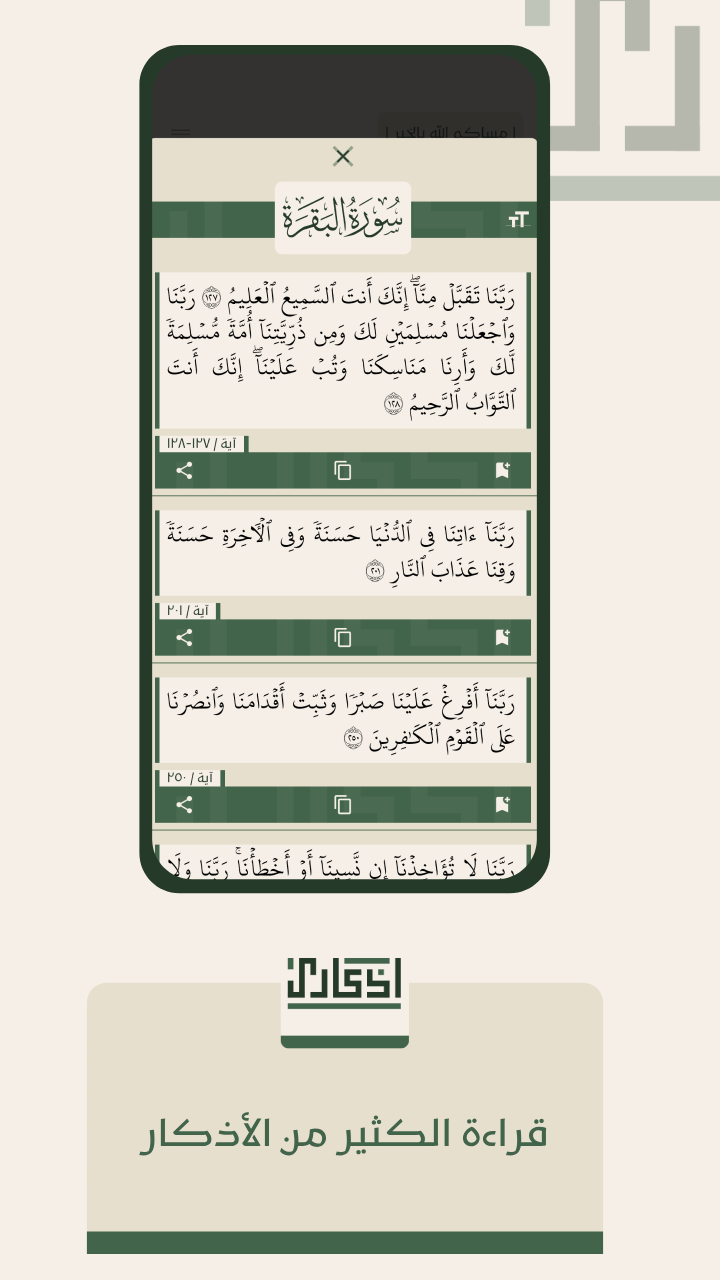 مساكم الله بالخير
سُورَةُ البَقَرَة
رَبَّنَا تَقَبَّلْ مِنَّآۖ إِنَّكَ أَنتَ ٱلسَّمِيعُ ٱلْعَلِيمُ ١٢٧ رَبَّنَا
وَٱجْعَلْنَا مُسْلِمَيْنِ لَكَ وَمِن ذُرِّيَّتِنَآ أُمَّةً مُّسْلِمَةً
لَّكَ وَأَرِنَا مَنَاسِكَنَا وَتُبْ عَلَيْنَآۖ إِنَّكَ أَنتَ
ٱلتَّوَّابُ ٱلرَّحِيمُ ١٢٨
آية / ١٢٧-١٢٨
رَبَّنَآ ءَاتِنَا فِى ٱلدُّنْيَا حَسَنَةً وَفِى ٱلْأَخِرَةِ حَسَنَةً
وَقِنَا عَذَابَ ٱلنَّارِ ٢٠١
آية / ٢٠١
رَبَّنَآ أَفْرِغْ عَلَيْنَا صَبْرًا وَثَبِّتْ أَقْدَامَنَا وَٱنصُرْنَا
عَلَى ٱلْقَوْمِ ٱلْكَٰفِرِينَ ٢٥٠
آية / ٢٥٠
رَبَّنَا لَا تُؤَاخِذْنَآ إِن نَّسِينَآ أَوْ أَخْطَأْنَاۚ رَبَّنَا وَلَا
اذكاري
قراءة الكثير من الأذكار